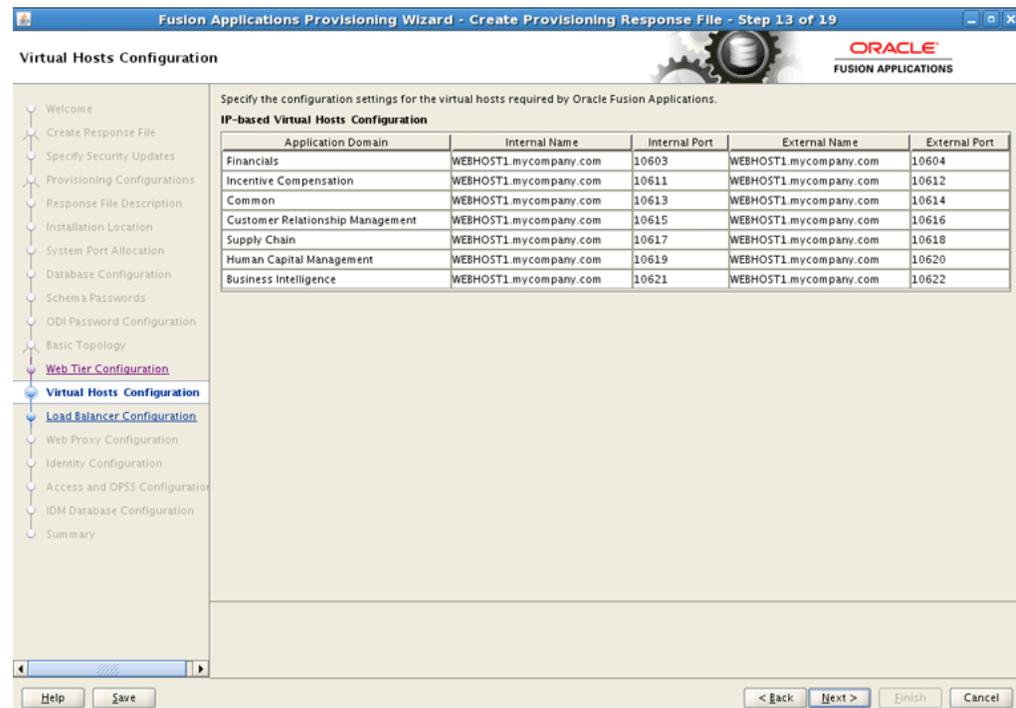 Fusion Applications Provisioning Wizard - Create Provisioning Response File - Step 13 of 19
Virtual Hosts Configuration
ORACLE
FUSION APPLICATIONS
Welcome
Create Response File
Specify Security Updates
Provisioning Configurations
Response File Description
Installation Location
System Port Allocation
Database Configuration
Schema Passwords
ODI Password Configuration
Basic Topology
Web Tier Configuration
Virtual Hosts Configuration
Load Balancer Configuration
Web Proxy Configuration
Identity Configuration
Access and OPSS Configuration
IDM Database Configuration
Summary
Specify the configuration settings for the virtual hosts required by Oracle Fusion Applications.
IP-based Virtual Hosts Configuration
Application Domain Internal Name Internal Port External Name External Port
Financials WEBHOST1.mycompany.com 10603 WEBHOST1.mycompany.com 10604
Incentive Compensation WEBHOST1.mycompany.com 10611 WEBHOST1.mycompany.com 10612
Common WEBHOST1.mycompany.com 10613 WEBHOST1.mycompany.com 10614
Customer Relationship Management WEBHOST1.mycompany.com 10615 WEBHOST1.mycompany.com 10616
Supply Chain WEBHOST1.mycompany.com 10617 WEBHOST1.mycompany.com 10618
Human Capital Management WEBHOST1.mycompany.com 10619 WEBHOST1.mycompany.com 10620
Business Intelligence WEBHOST1.mycompany.com 10621 WEBHOST1.mycompany.com 10622
Help Save < Back Next > Finish Cancel